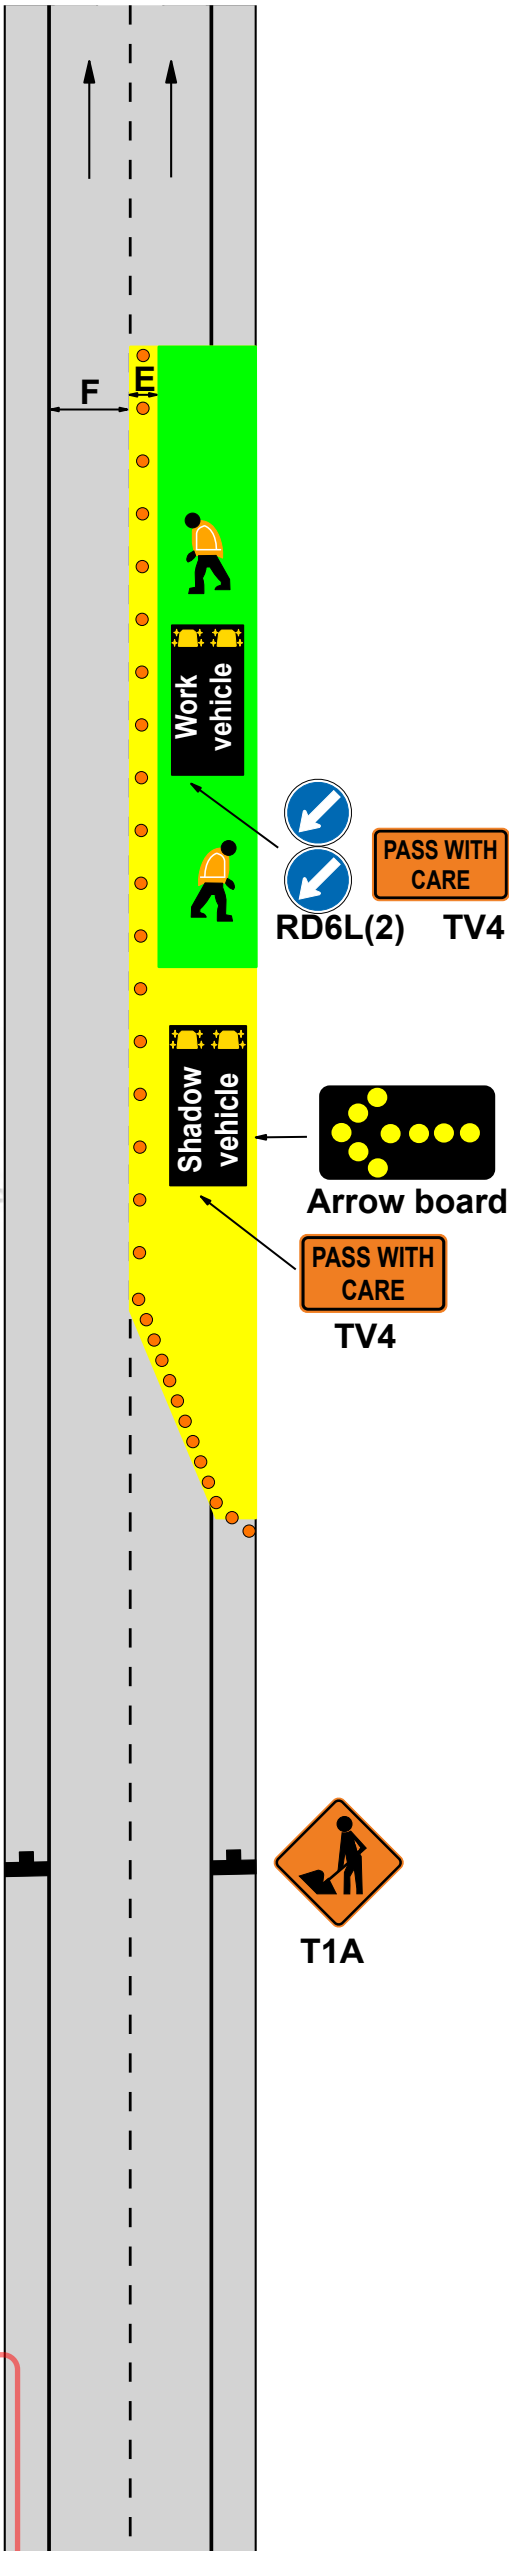 F
E
Work
vehicle
PASS WITH
CARE
RD6L(2)
TV4
Shadow
vehicle
Arrow board
PASS WITH
CARE
TV4
T1A